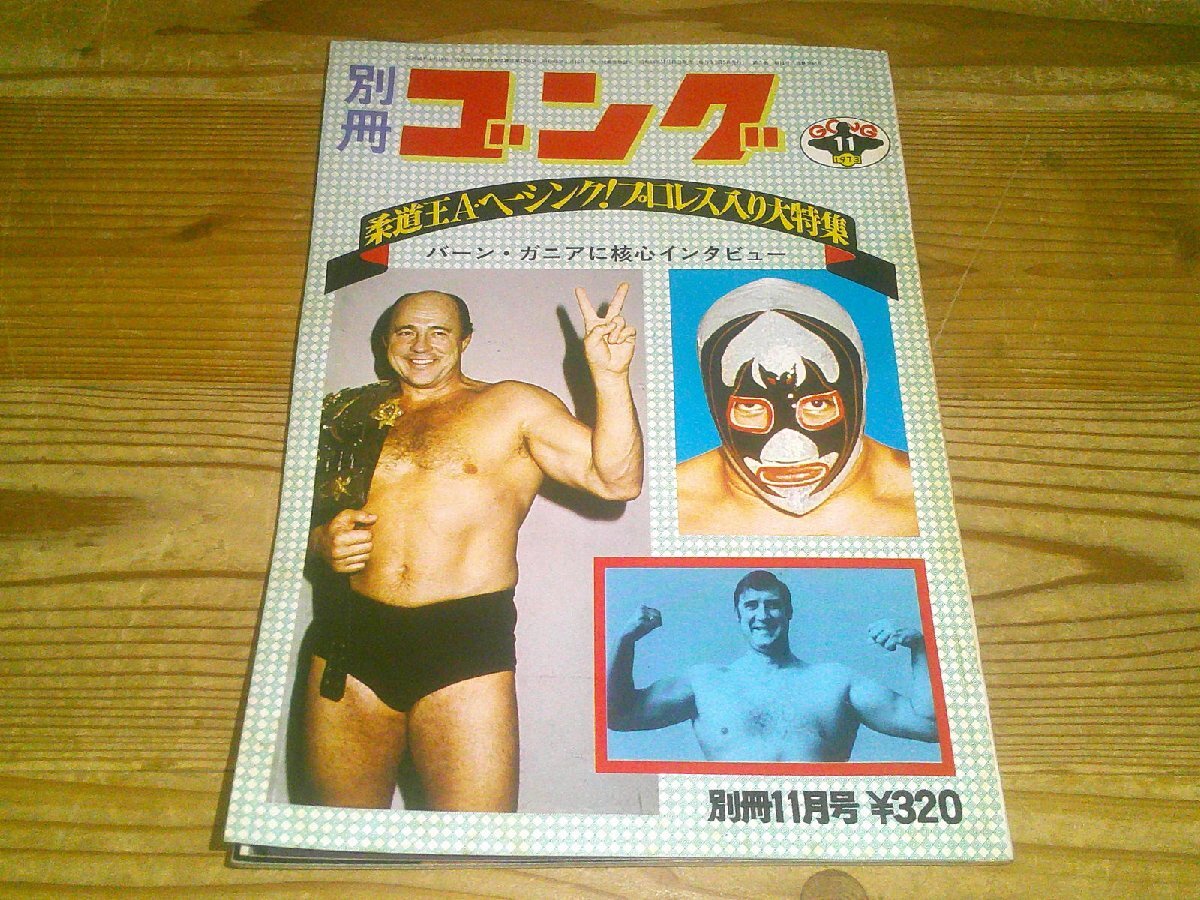 別冊
ゴング
GONG
11
1973
柔道王A・ヘーシンク!プロレス入り大特集
バーン・ガニアに核心インタビュー
別冊11月号 ¥320